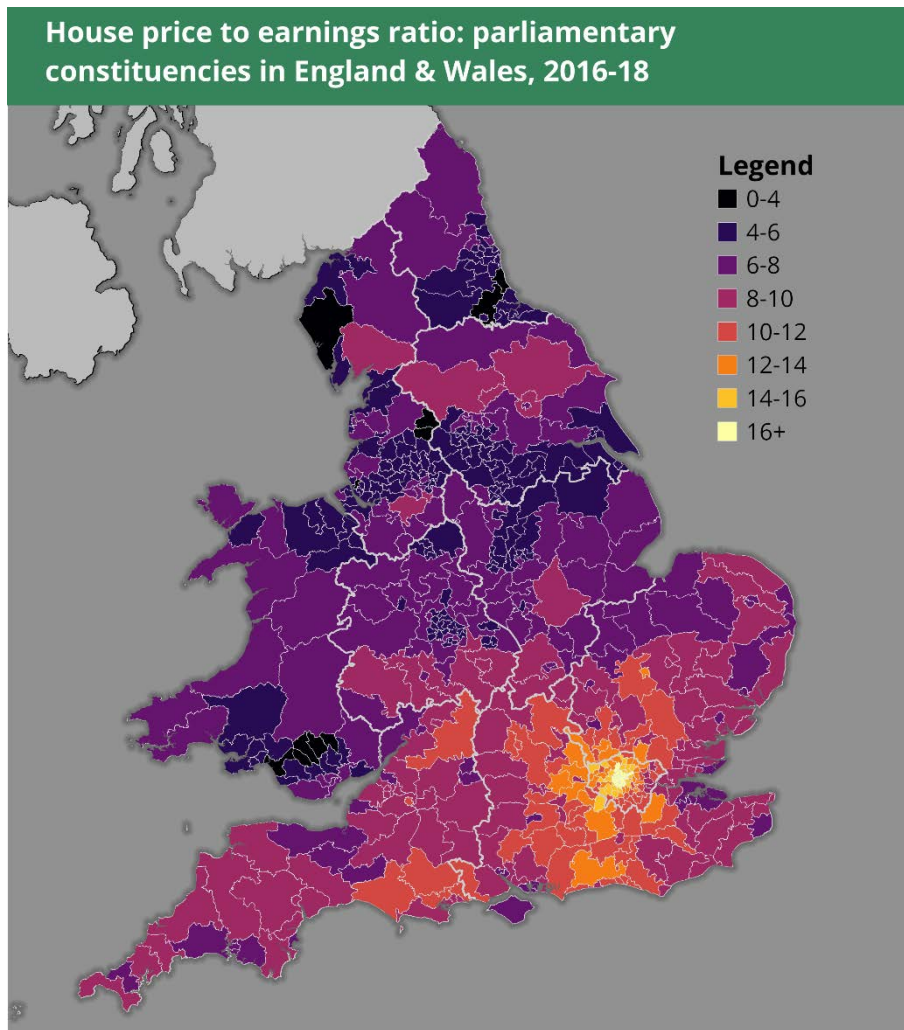 House price to earnings ratio: parliamentary
constituencies in England & Wales, 2016-18
Legend
0-4
4-6
6-8
8-10
10-12
12-14
14-16
16+